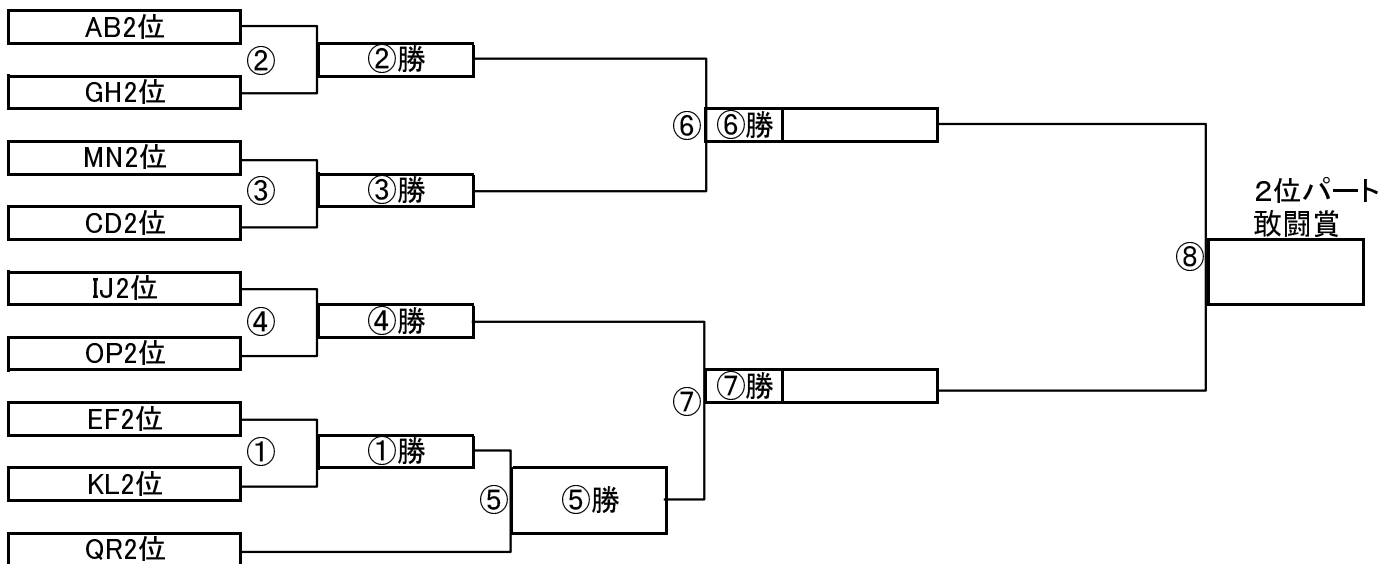 AB2位
②
②勝
GH2位
⑥
⑥勝
MN2位
③
③勝
CD2位
2位パート
敢闘賞
⑧
IJ2位
④
④勝
OP2位
⑦
⑦勝
EF2位
①
①勝
KL2位
⑤
⑤勝
QR2位